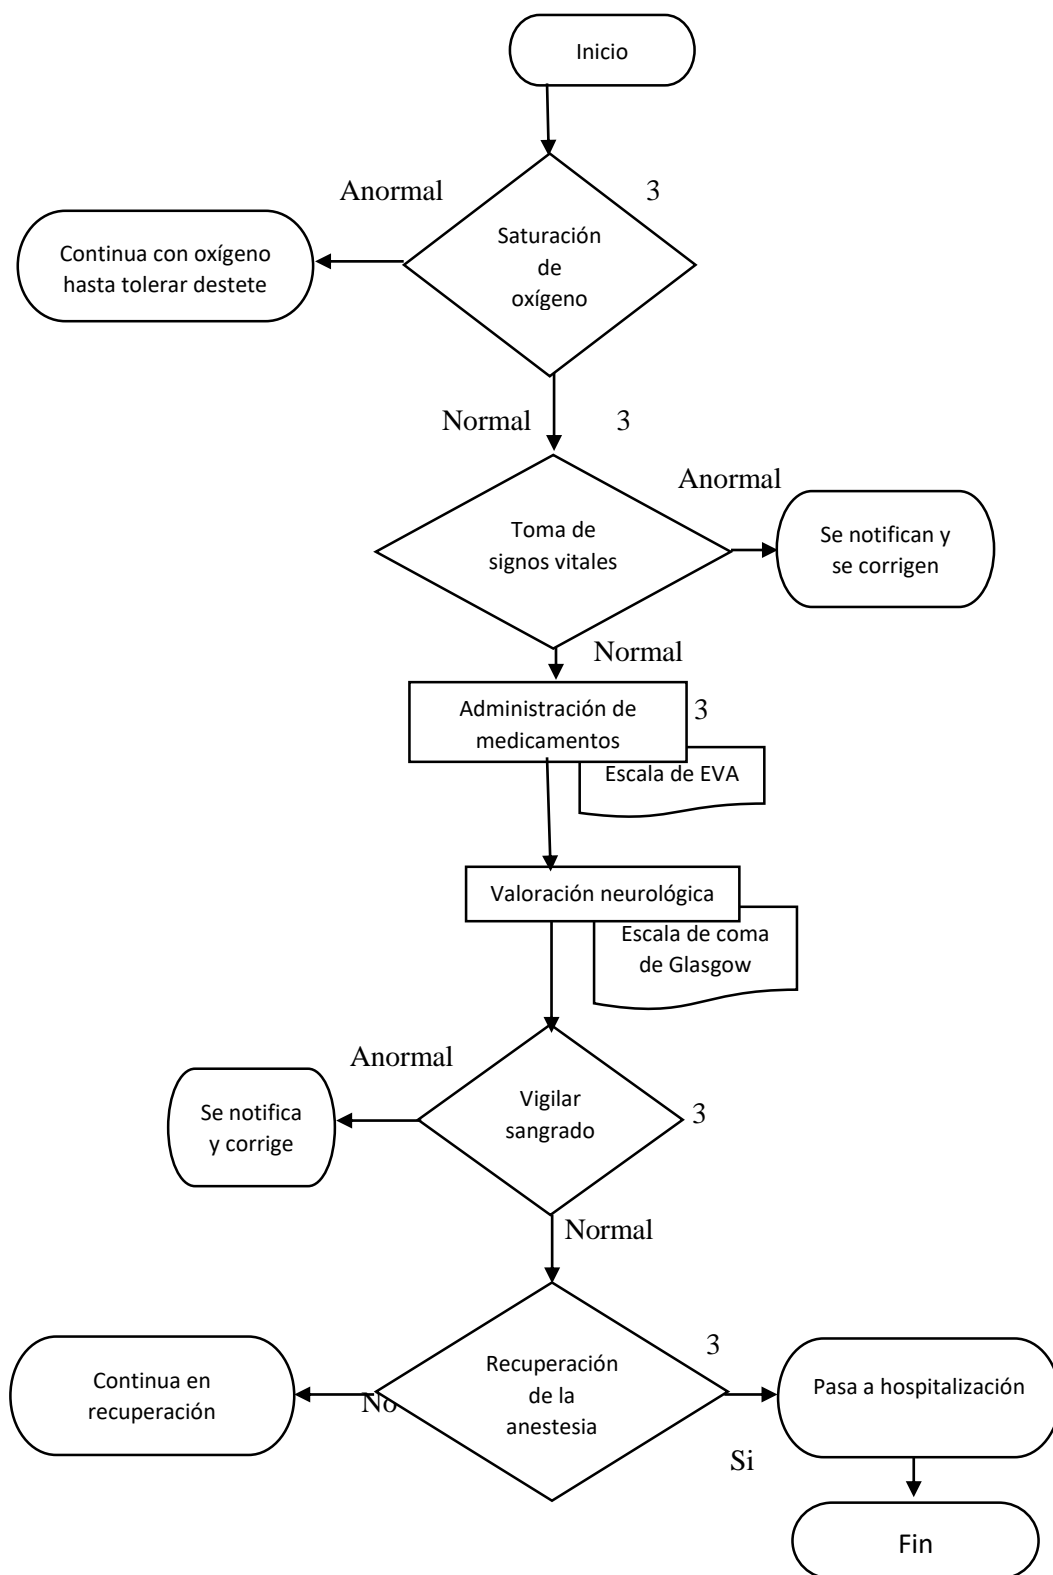 Inicio
Anormal
3
Saturación
de
oxígeno
Continua con oxígeno
hasta tolerar destete
Normal
3
Anormal
Toma de
signos vitales
Se notifican y
se corrigen
Normal
Administración de
medicamentos
3
Escala de EVA
Valoración neurológica
Escala de coma
de Glasgow
Anormal
Vigilar
sangrado
3
Se notifica
y corrige
Normal
3
Recuperación
de la
anestesia
Continua en
recuperación
No
Pasa a hospitalización
Si
Fin